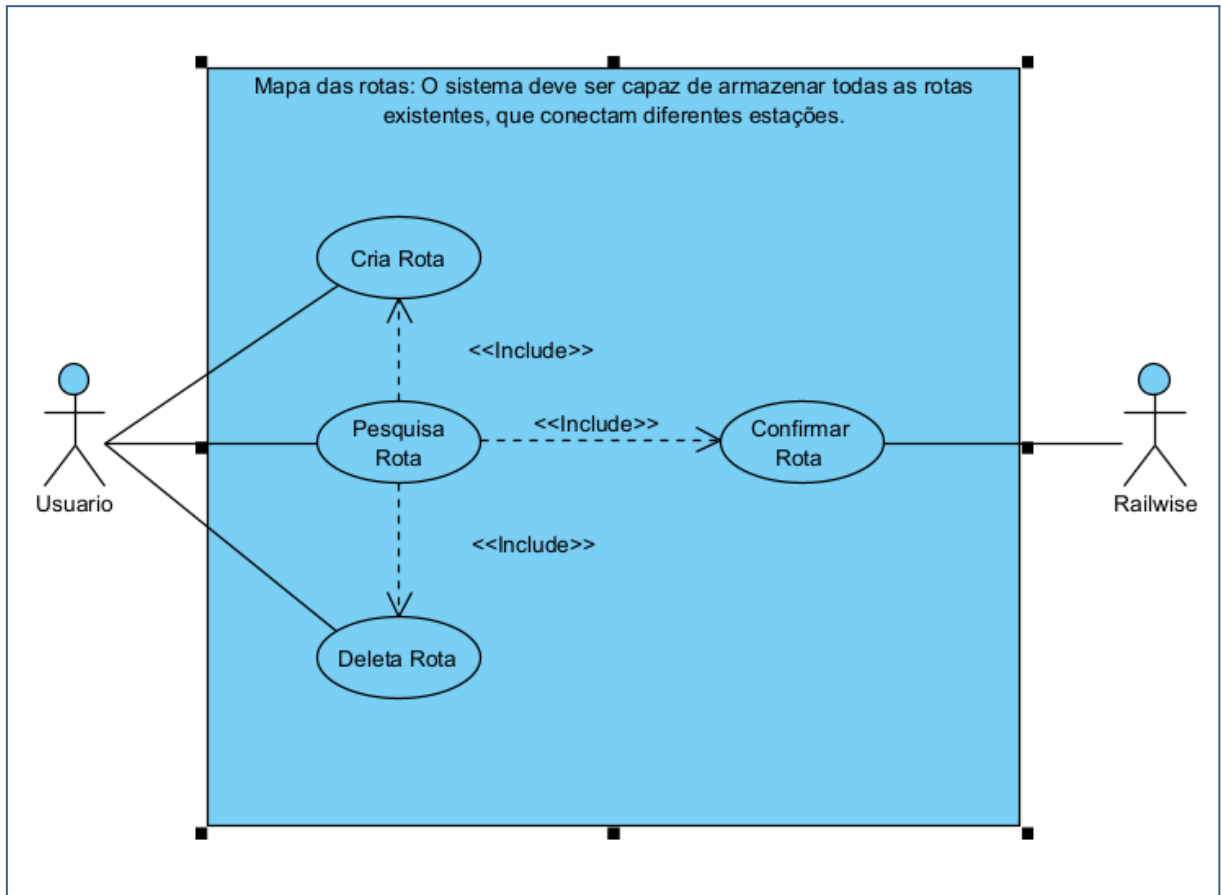 Mapa das rotas: O sistema deve ser capaz de armazenar todas as rotas
existentes, que conectam diferentes estações.
Cria Rota
<<Include>>
<<Include>>
Pesquisa
Rota
Confirmar
Rota
Usuario
Railwise
<<Include>>
Deleta Rota